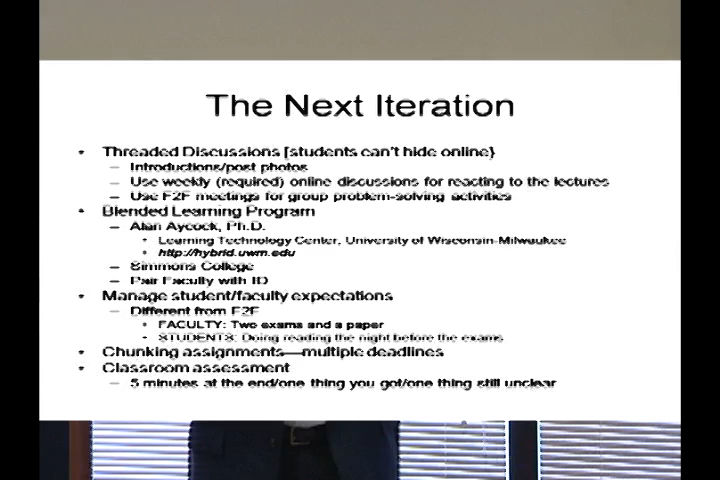 The Next Iteration
• Threaded Discussions [students can't hide online}
– Introductions/post photos
– Use weekly (required) online discussions for reacting to the lectures
– Use F2F meetings for group problem-solving activities
• Blended Learning Program
– Alan Aycock, Ph.D.
• Learning Technology Center, University of Wisconsin-Milwaukee
• http://hybrid.uwm.edu
– Simmons College
– Pair Faculty with ID
• Manage student/faculty expectations
– Different from F2F
• FACULTY: Two exams and a paper
• STUDENTS: Doing reading the night before the exams
• Chunking assignments—multiple deadlines
• Classroom assessment
– 5 minutes at the end/one thing you got/one thing still unclear